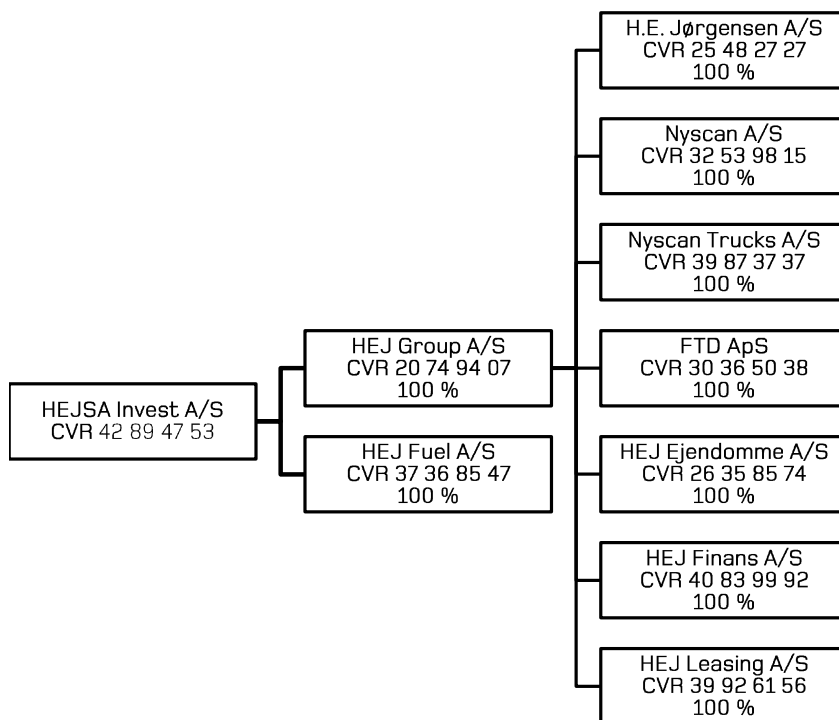 HEJSA Invest A/S
CVR 42 89 47 53
HEJ Group A/S
CVR 20 74 94 07
100 %
HEJ Fuel A/S
CVR 37 36 85 47
100 %
H.E. Jørgensen A/S
CVR 25 48 27 27
100 %
Nyscan A/S
CVR 32 53 98 15
100 %
Nyscan Trucks A/S
CVR 39 87 37 37
100 %
FTD ApS
CVR 30 36 50 38
100 %
HEJ Ejendomme A/S
CVR 26 35 85 74
100 %
HEJ Finans A/S
CVR 40 83 99 92
100 %
HEJ Leasing A/S
CVR 39 92 61 56
100 %